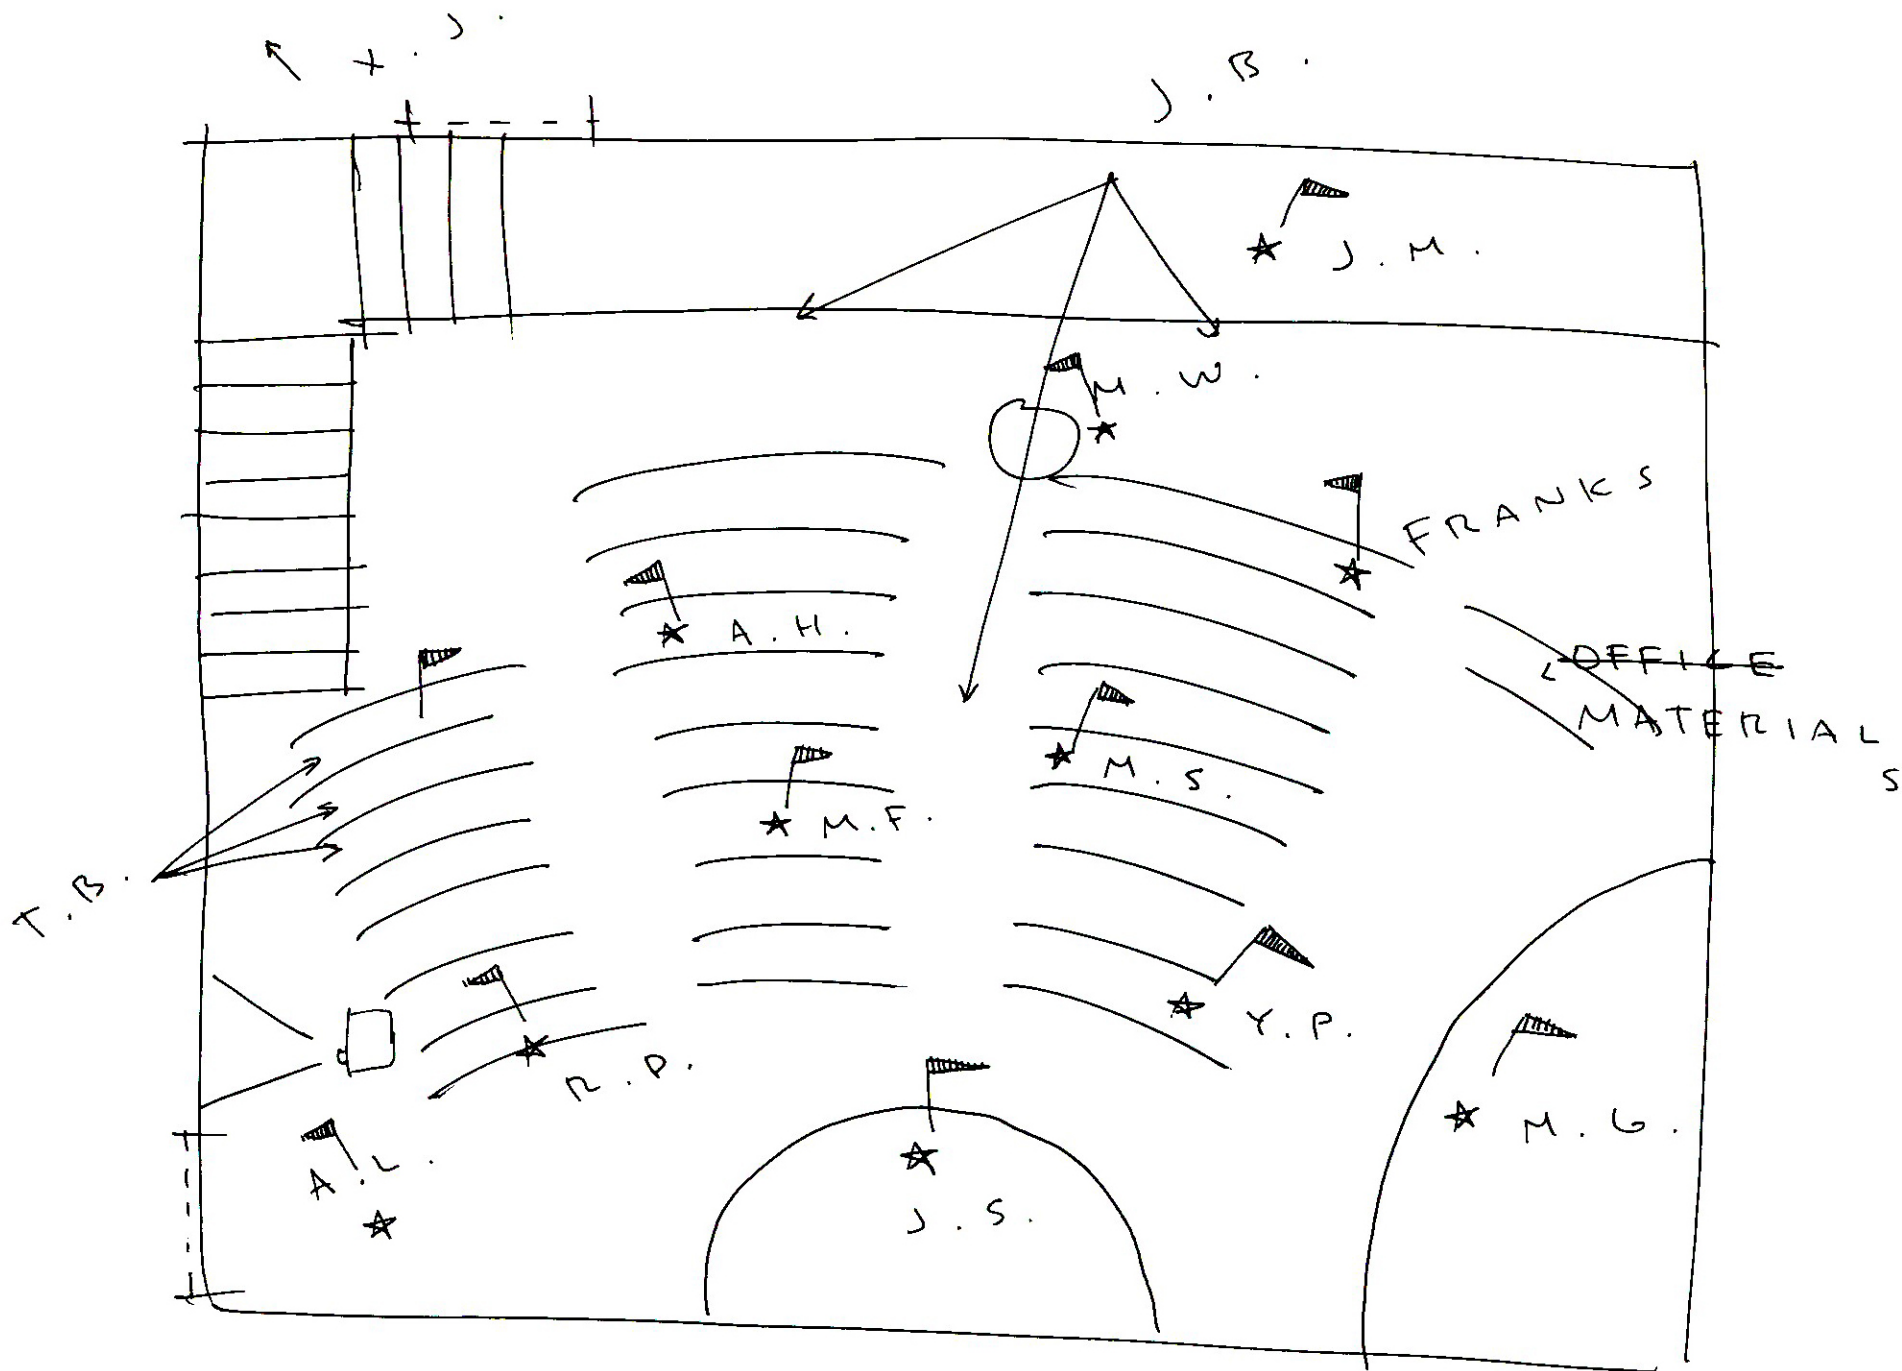 X . J .
J . B .
J . M .
M . W .
FRANKS
A . H .
OFFICE
MATERIALS
M . S .
M . F .
T . B .
Y . P .
R . D .
M . G .
A . L .
J . S .